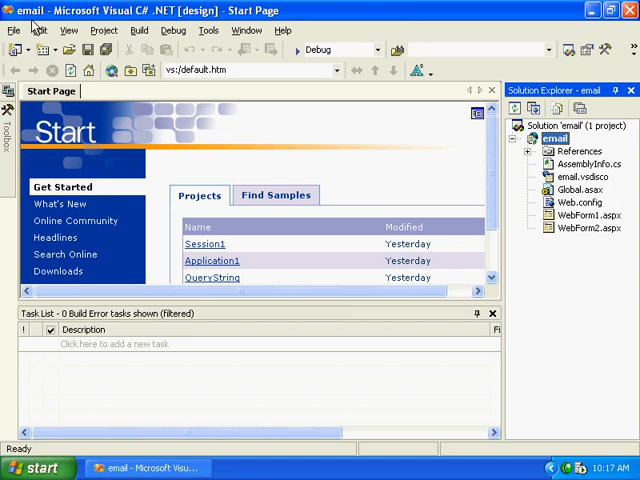 email - Microsoft Visual C# .NET [design] - Start Page
File Edit View Project Build Debug Tools Window Help
Debug
vs:/default.htm
Start Page
Solution Explorer - email
Toolbox
Start
Solution 'email' (1 project)
email
References
AssemblyInfo.cs
email.vsdisco
Global.asax
Web.config
WebForm1.aspx
WebForm2.aspx
Get Started
What's New
Online Community
Headlines
Search Online
Downloads
Projects Find Samples
Name Modified
Session1 Yesterday
Application1 Yesterday
QueryString Yesterday
Task List - 0 Build Error tasks shown (filtered)
! Description Fi
Click here to add a new task
Ready
start email - Microsoft Visu... 10:17 AM